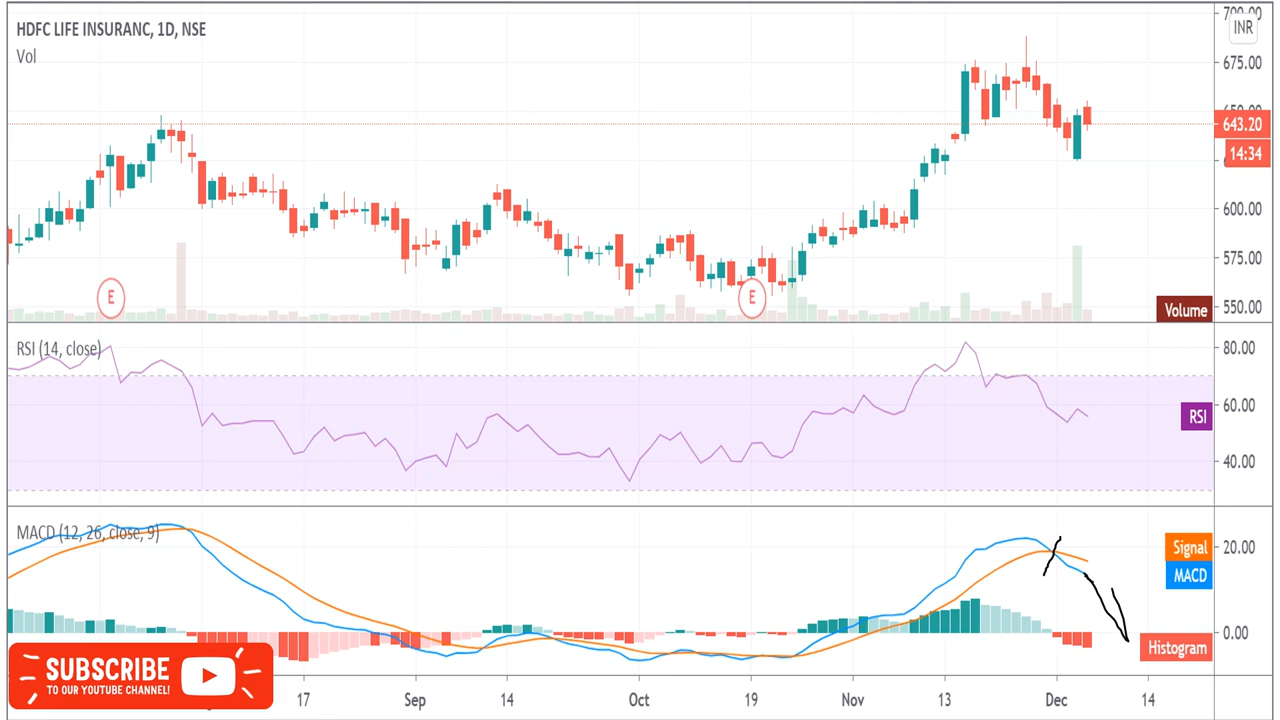 HDFC LIFE INSURANC, 1D, NSE
Vol
INR
675.00
643.20
14:34
600.00
575.00
550.00
E
E
Volume
RSI (14, close)
80.00
60.00
40.00
RSI
MACD (12, 26, close, 9)
Signal
MACD
20.00
0.00
Histogram
SUBSCRIBE
TO OUR YOUTUBE CHANNEL!
17 Sep 14 Oct 19 Nov 13 Dec 14